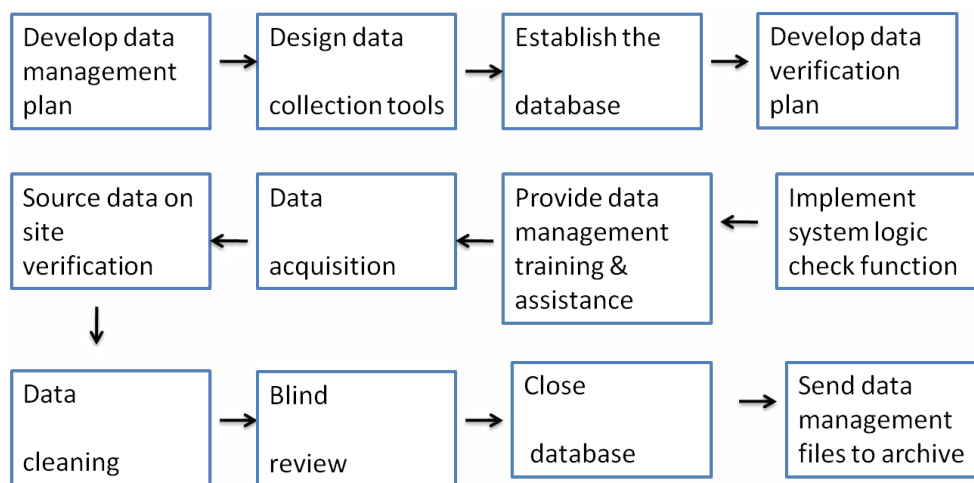 Develop data
management
plan
Design data
collection tools
Establish the
database
Develop data
verification
plan
Source data on
site
verification
Data
acquisition
Provide data
management
training &
assistance
Implement
system logic
check function
Data
cleaning
Blind
review
Close
database
Send data
management
files to archive